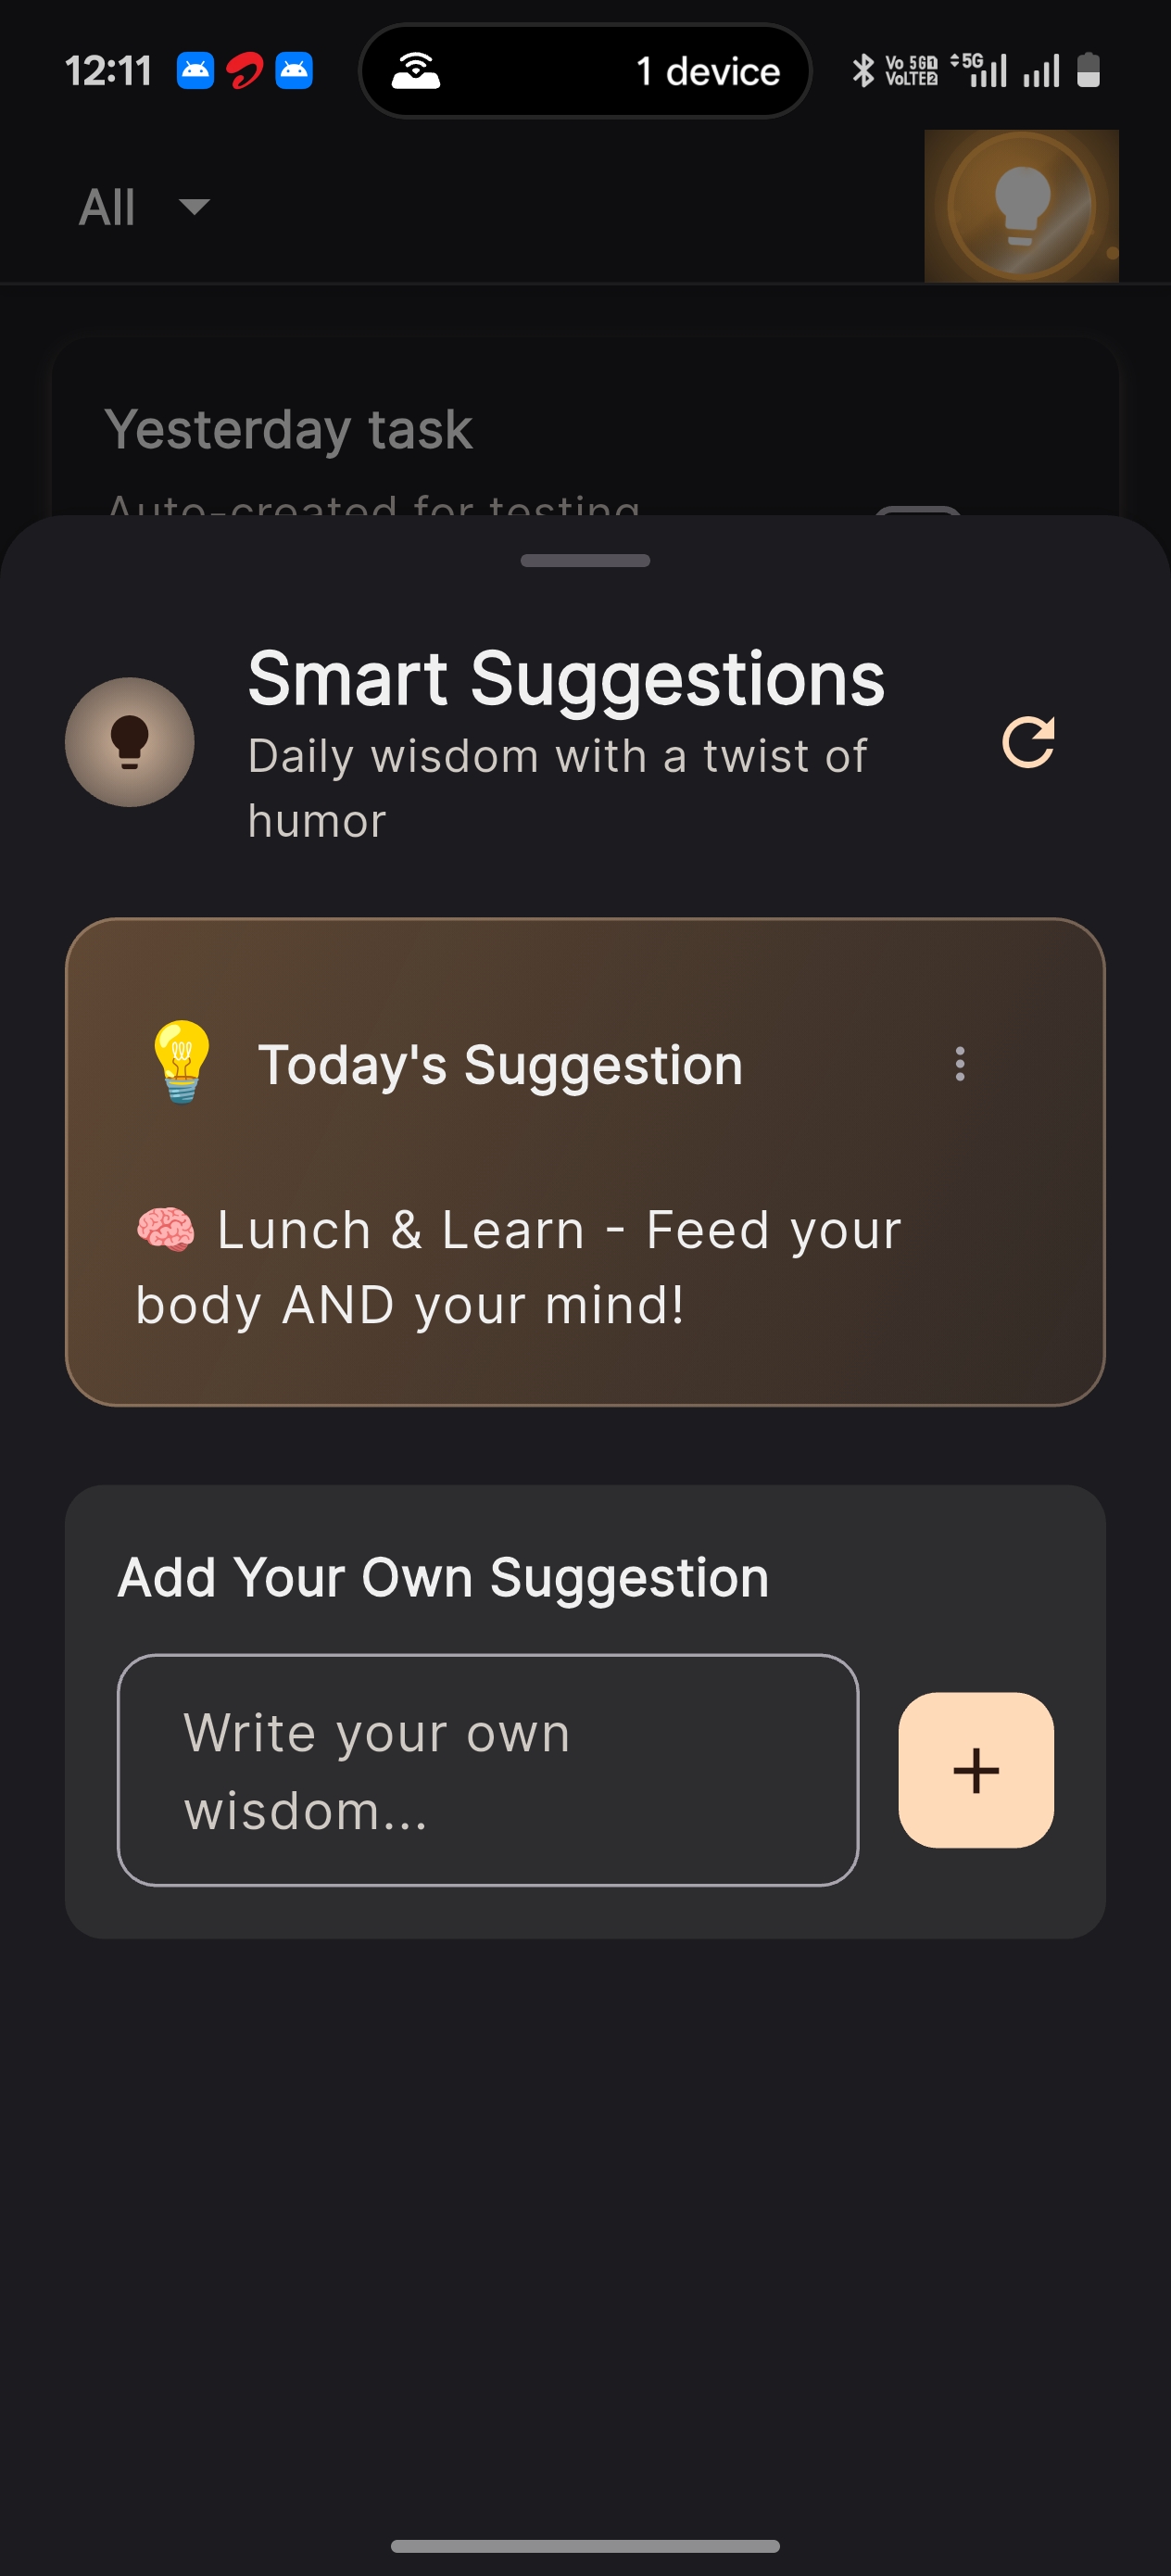 12:11
1 device
Vo 5G 1
VoLTE 2
5G
All
Yesterday task
Auto-created for testing
Smart Suggestions
Daily wisdom with a twist of
humor
Today's Suggestion
Lunch & Learn - Feed your
body AND your mind!
Add Your Own Suggestion
Write your own
wisdom...